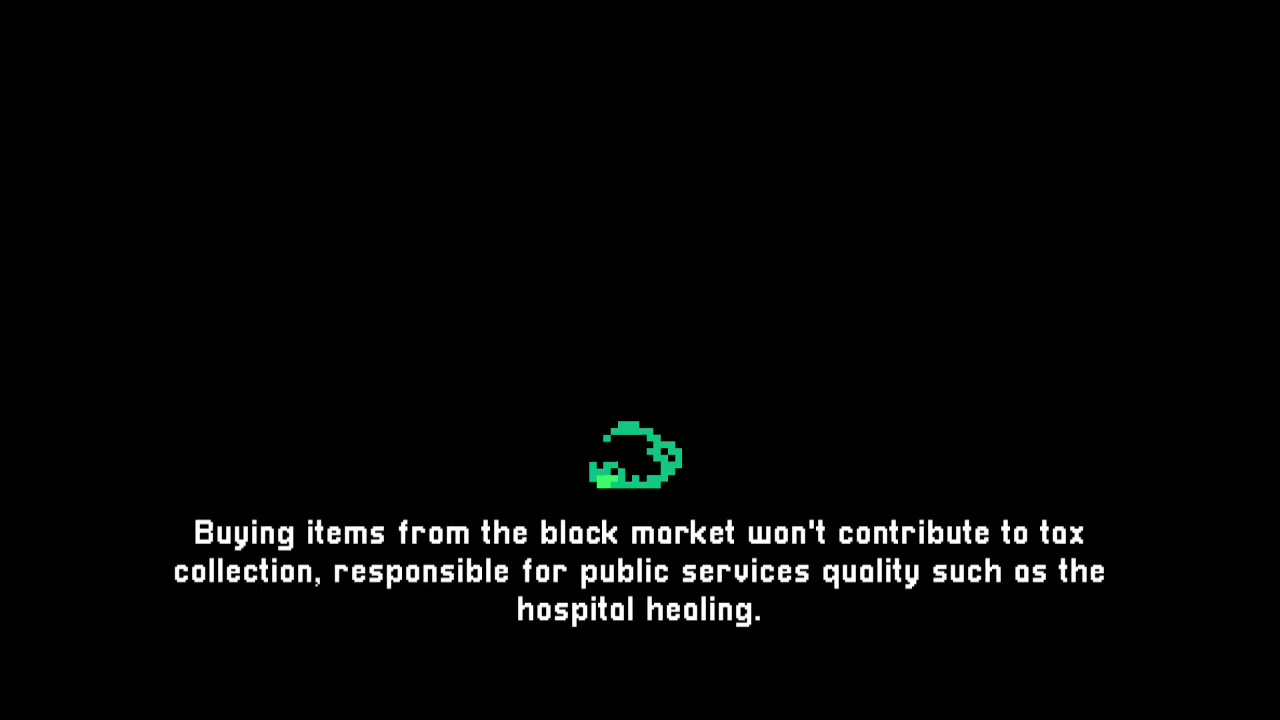 Buying items from the black market won't contribute to tax
collection, responsible for public services quality such as the
hospital healing.